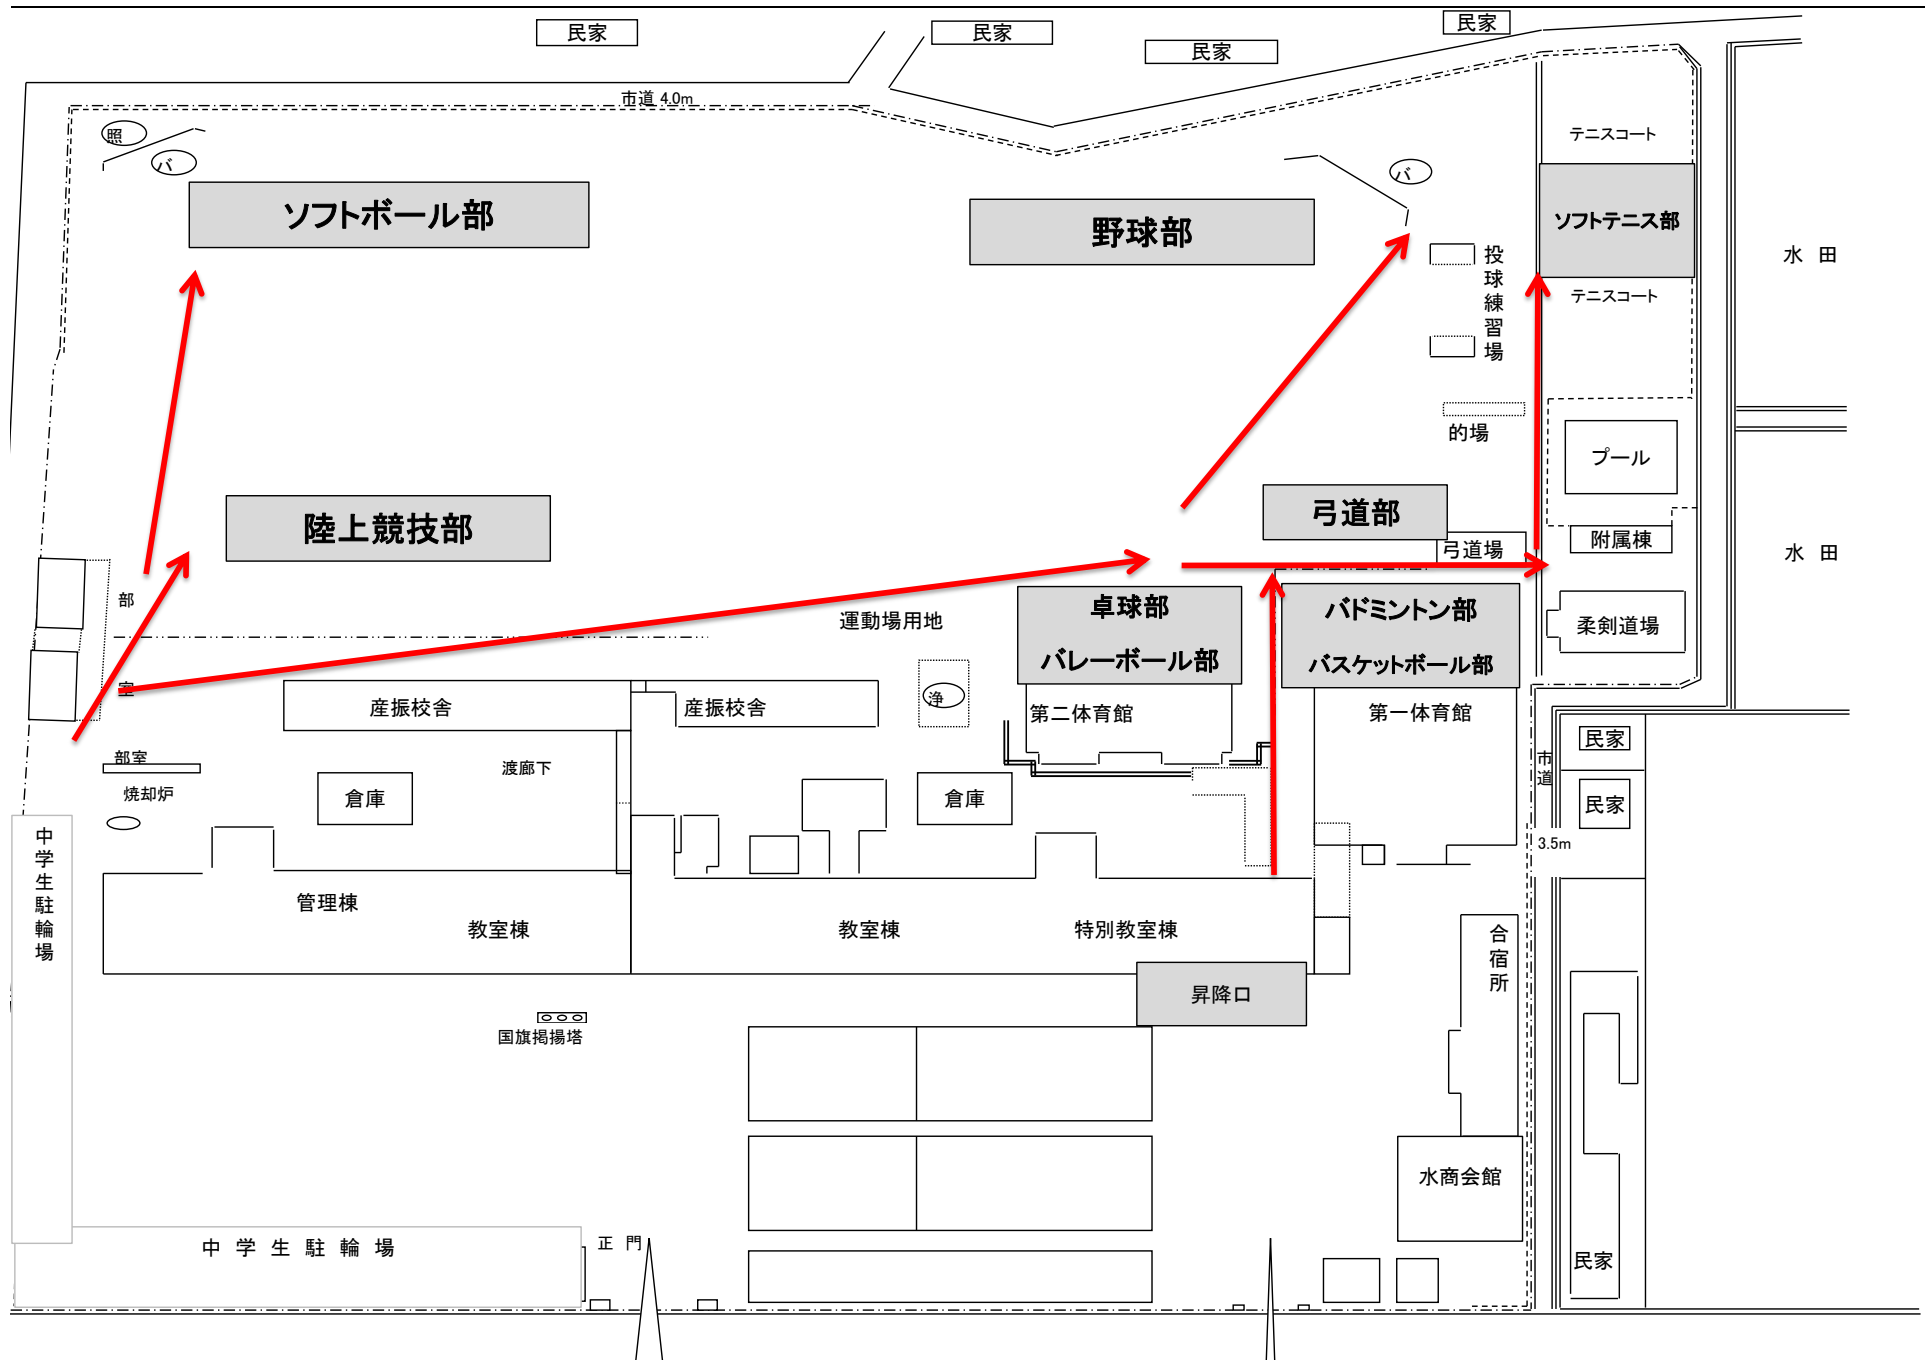 民家
民家
民家
民家
市道 4.0m
照
バ
バ
テニスコート
ソフトボール部
野球部
ソフトテニス部
投球練習場
水 田
テニスコート
的場
プール
弓道部
陸上競技部
弓道場
附属棟
水 田
部
室
運動場用地
卓球部
バレーボール部
バドミントン部
バスケットボール部
柔剣道場
産振校舎
産振校舎
浄
第二体育館
第一体育館
民家
市道
部室
渡廊下
焼却炉
倉庫
倉庫
民家
3.5m
中学生駐輪場
管理棟
教室棟
教室棟
特別教室棟
合宿所
昇降口
国旗掲揚塔
水商会館
中 学 生 駐 輪 場
正 門
民家